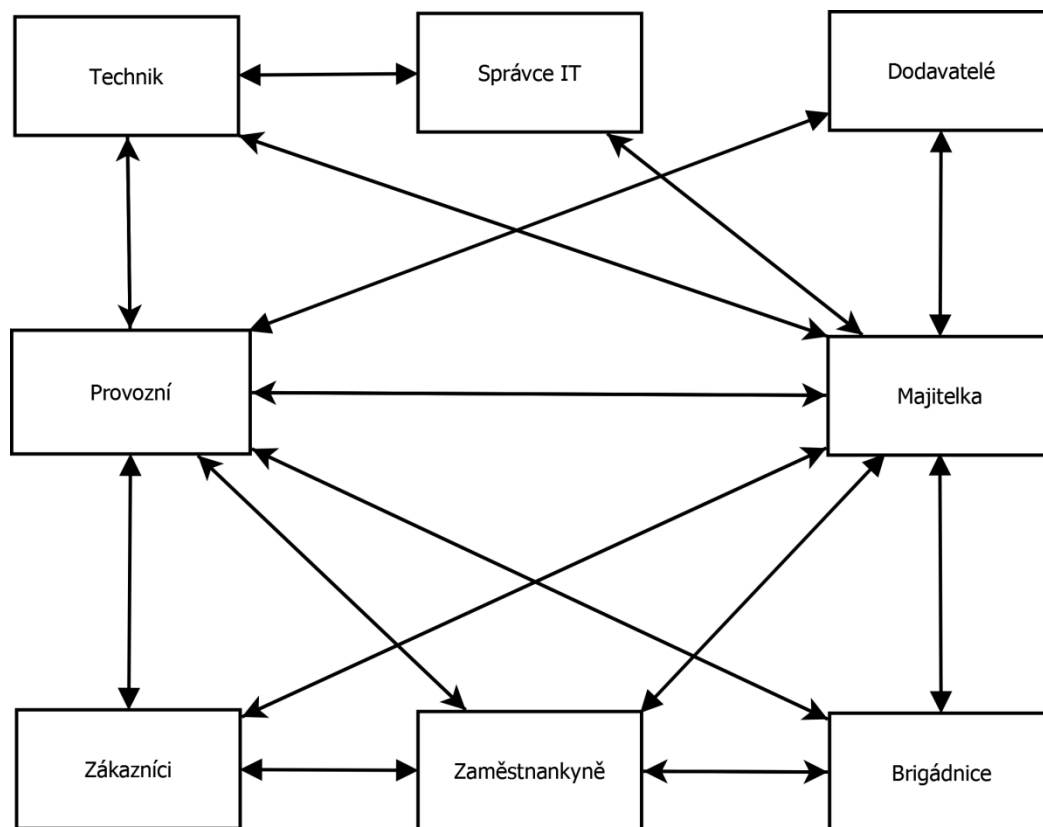 Technik
Správce IT
Dodavatelé
Provozní
Majitelka
Zákazníci
Zaměstnankyně
Brigádnice